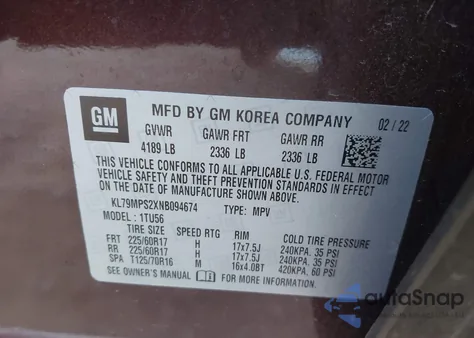 GM
MFD BY GM KOREA COMPANY 02 / 22
GVWR GAWR FRT GAWR RR
4189 LB 2336 LB 2336 LB
THIS VEHICLE CONFORMS TO ALL APPLICABLE U.S. FEDERAL MOTOR
VEHICLE SAFETY AND THEFT PREVENTION STANDARDS IN EFFECT ON
THE DATE OF MANUFACTURE SHOWN ABOVE.
KL79MPS2XNB094674 TYPE: MPV
MODEL: 1TU56
TIRE SIZE SPEED RTG RIM COLD TIRE PRESSURE
FRT 225/60R17 H 17x7.5J 240KPA, 35 PSI
RR 225/60R17 H 17x7.5J 240KPA, 35 PSI
SPA T125/70R16 M 16x4.0BT 420KPA, 60 PSI
SEE OWNER'S MANUAL FOR MORE INFORMATION.
autoSnap